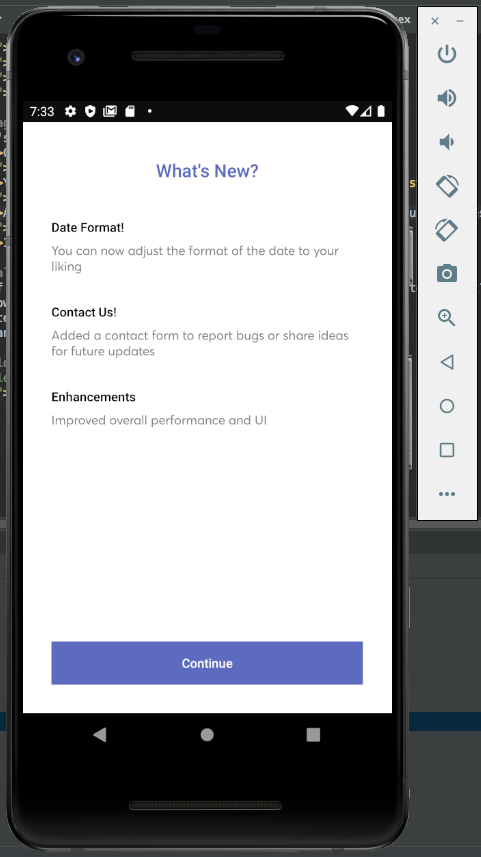 7:33
What's New?
Date Format!
You can now adjust the format of the date to your
liking
Contact Us!
Added a contact form to report bugs or share ideas
for future updates
Enhancements
Improved overall performance and UI
Continue